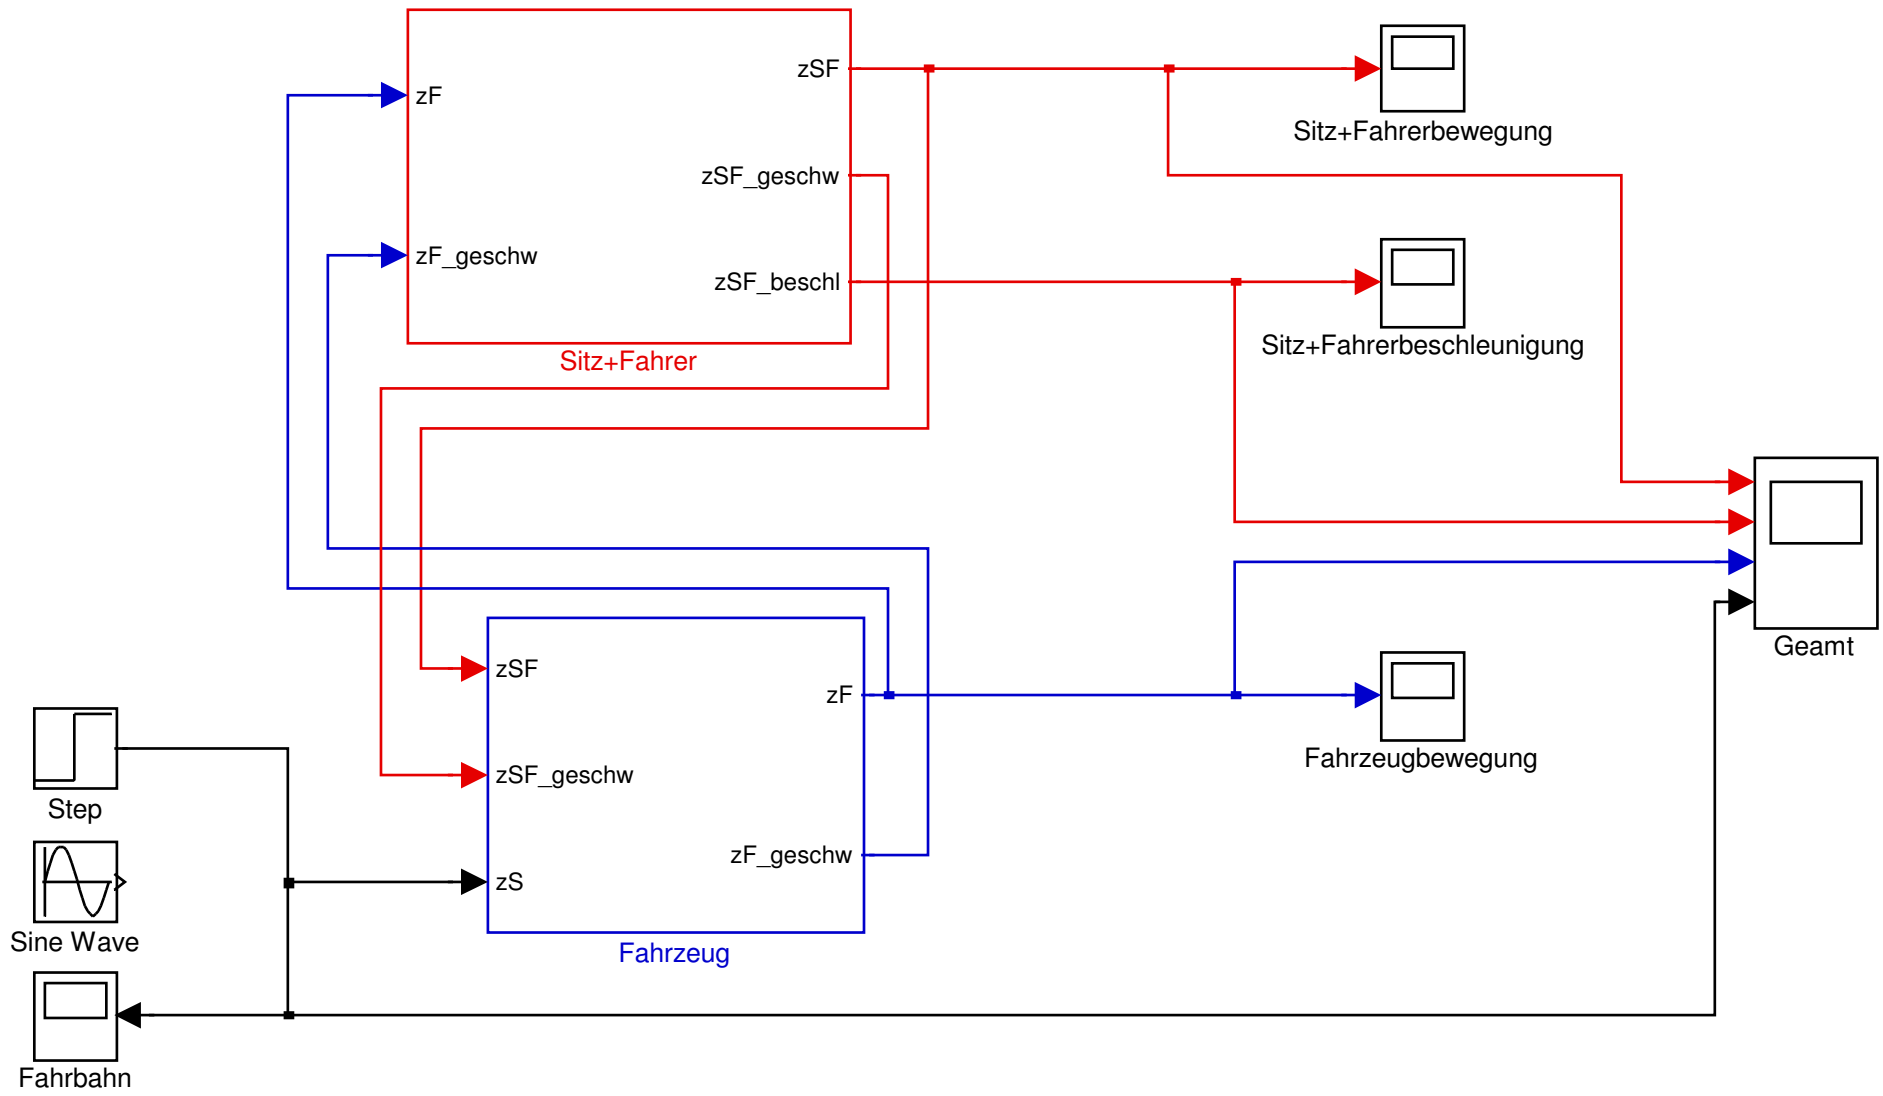 zSF
zF
Sitz+Fahrerbewegung
zSF_geschw
zF_geschw
zSF_beschl
Sitz+Fahrerbeschleunigung
Sitz+Fahrer
Geamt
zSF
zF
Fahrzeugbewegung
zSF_geschw
Step
zF_geschw
zS
Sine Wave
Fahrzeug
Fahrbahn